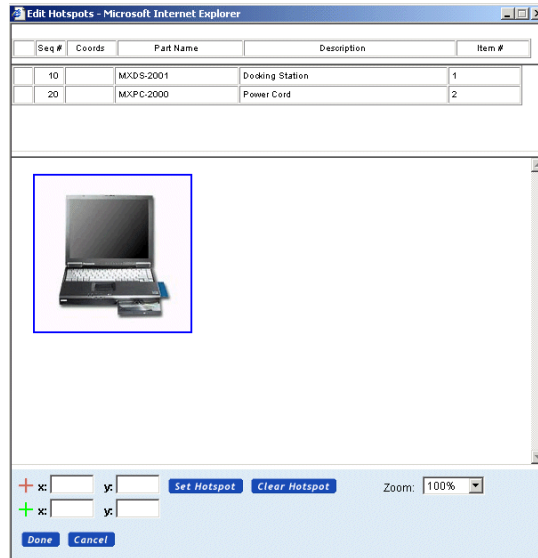 Edit Hotspots - Microsoft Internet Explorer
Seq # Coords Part Name Description Item #
10 MXDS-2001 Docking Station 1
20 MXPC-2000 Power Cord 2
x: y: Set Hotspot Clear Hotspot Zoom: 100%
x: y:
Done Cancel